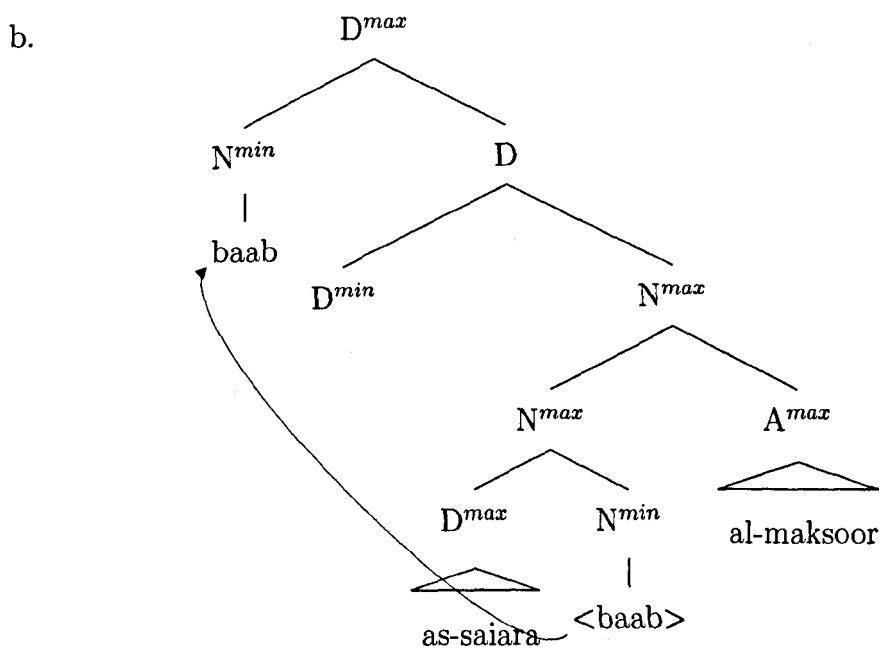 b.
D^max
N^min D
baab
D^min N^max
N^max A^max
D^max N^min
al-maksoor
as-saiara <baab>